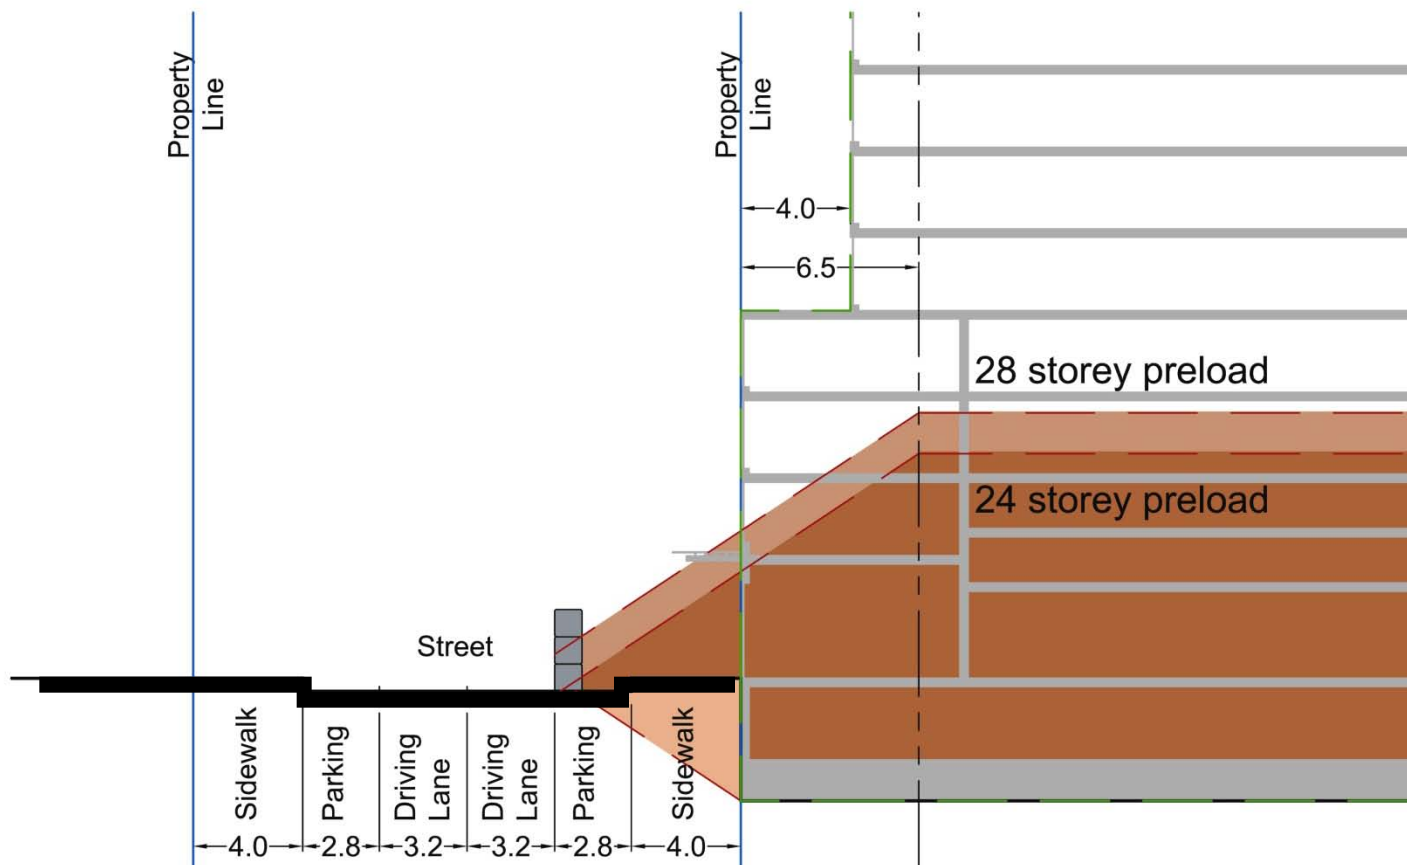 Property
Line
Property
Line
4.0
6.5
28 storey preload
24 storey preload
Street
Sidewalk
Parking
Driving
Lane
Driving
Lane
Parking
Sidewalk
4.0
2.8
3.2
3.2
2.8
4.0